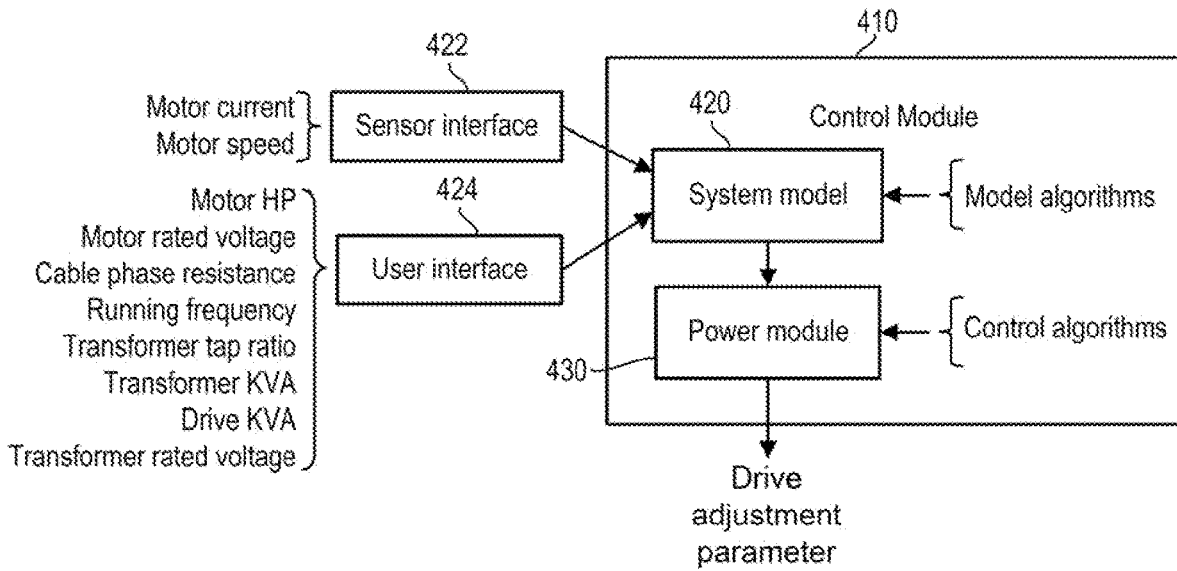 410
422
Motor current
Motor speed
Sensor interface
420
Control Module
System model
Model algorithms
424
Motor HP
Motor rated voltage
Cable phase resistance
Running frequency
Transformer tap ratio
Transformer KVA
Drive KVA
Transformer rated voltage
User interface
Power module
Control algorithms
430
Drive
adjustment
parameter